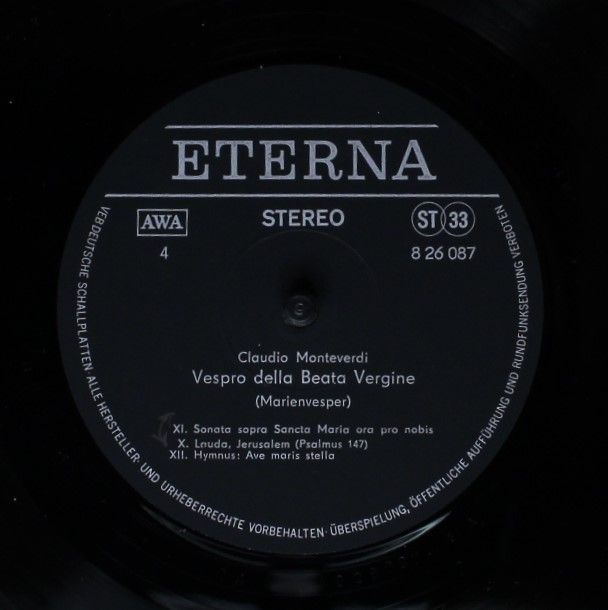 ETERNA
AWA STEREO ST 33
4 8 26 087
Claudio Monteverdi
Vespro della Beata Vergine
(Marienvesper)
XI. Sonata sopra Sancta Maria ora pro nobis
X. Lauda, Jerusalem (Psalmus 147)
XII. Hymnus: Ave maris stella
VEB DEUTSCHE SCHALLPLATTEN · ALLE HERSTELLER- UND URHEBERRECHTE VORBEHALTEN · ÜBERSPIELUNG, ÖFFENTLICHE AUFFÜHRUNG UND RUNDFUNKSENDUNG VERBOTEN